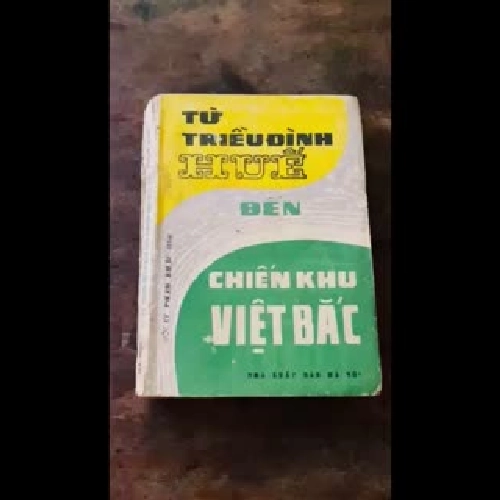 TỪ
TRIỀU ĐÌNH
HUẾ
ĐẾN
CHIẾN KHU
VIỆT BẮC
NHÀ XUẤT BẢN HÀ NỘI